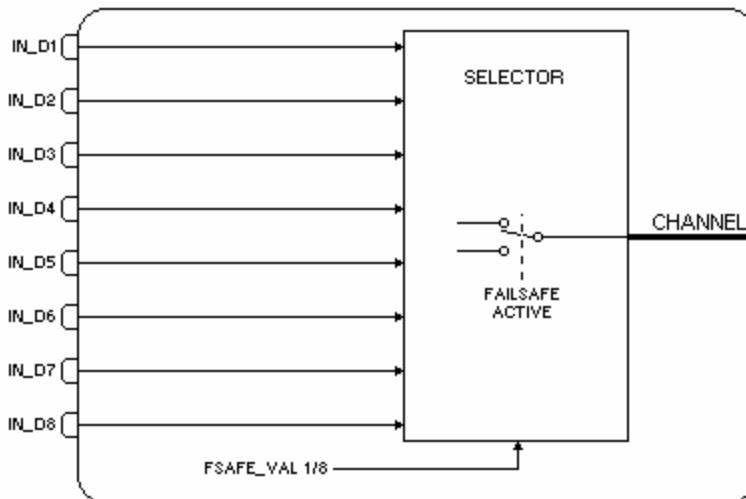 IN_D1
IN_D2
IN_D3
IN_D4
IN_D5
IN_D6
IN_D7
IN_D8
SELECTOR
FAILSAFE
ACTIVE
CHANNEL
FSAFE_VAL 1/8